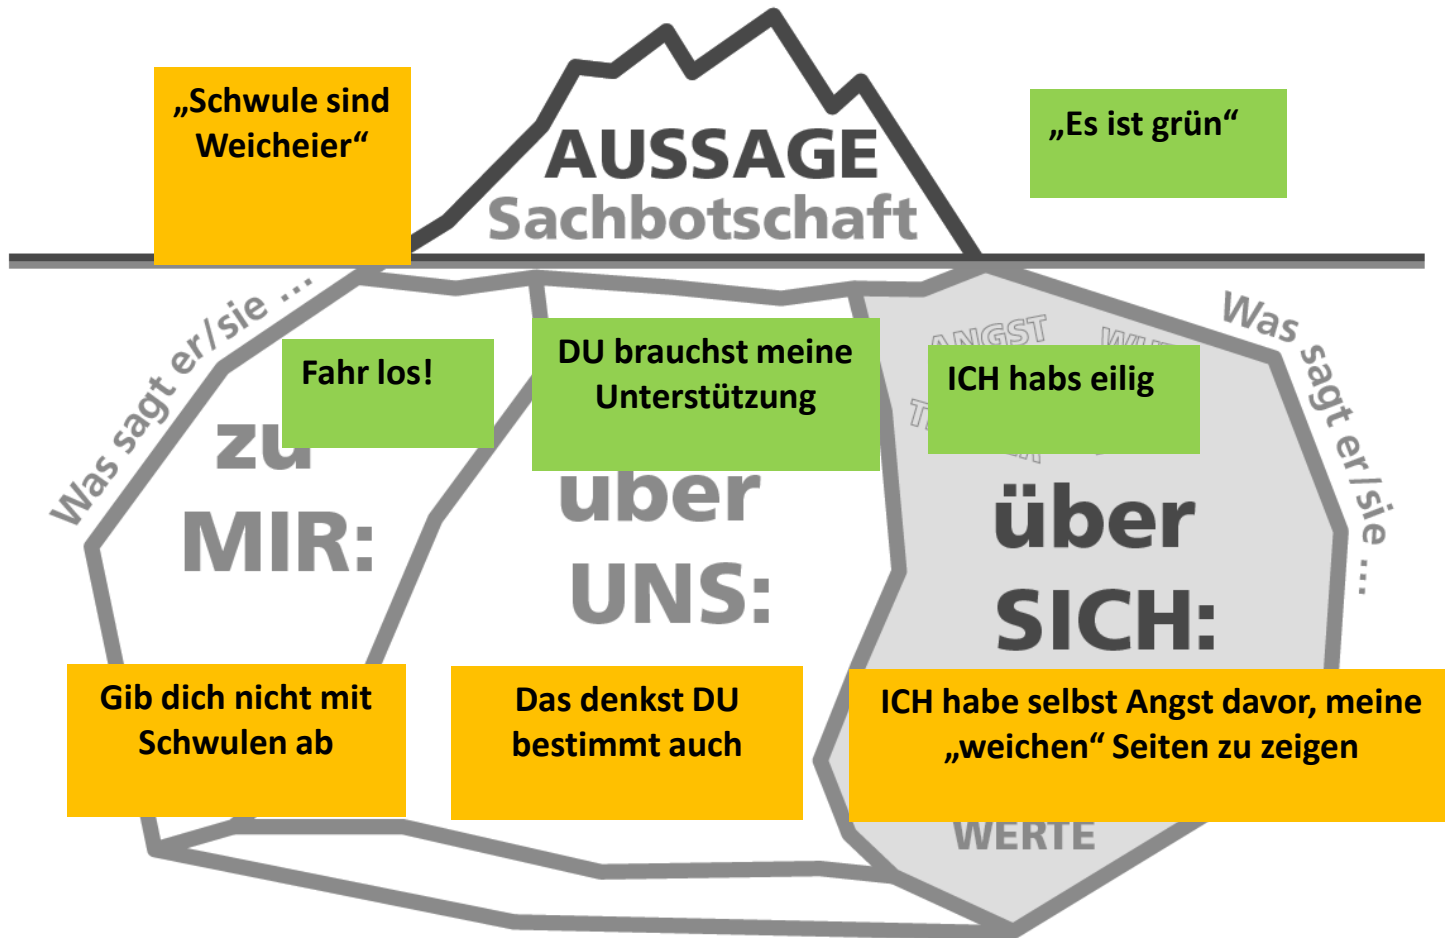 „Schwule sind
Weicheier“
AUSSAGE
Sachbotschaft
„Es ist grün“
Was sagt er/sie ...
Was sagt er/sie ...
ANGST
Fahr los!
DU brauchst meine
Unterstützung
ICH habs eilig
zu
MIR:
über
UNS:
über
SICH:
Gib dich nicht mit
Schwulen ab
Das denkst DU
bestimmt auch
ICH habe selbst Angst davor, meine
„weichen“ Seiten zu zeigen
WERTE